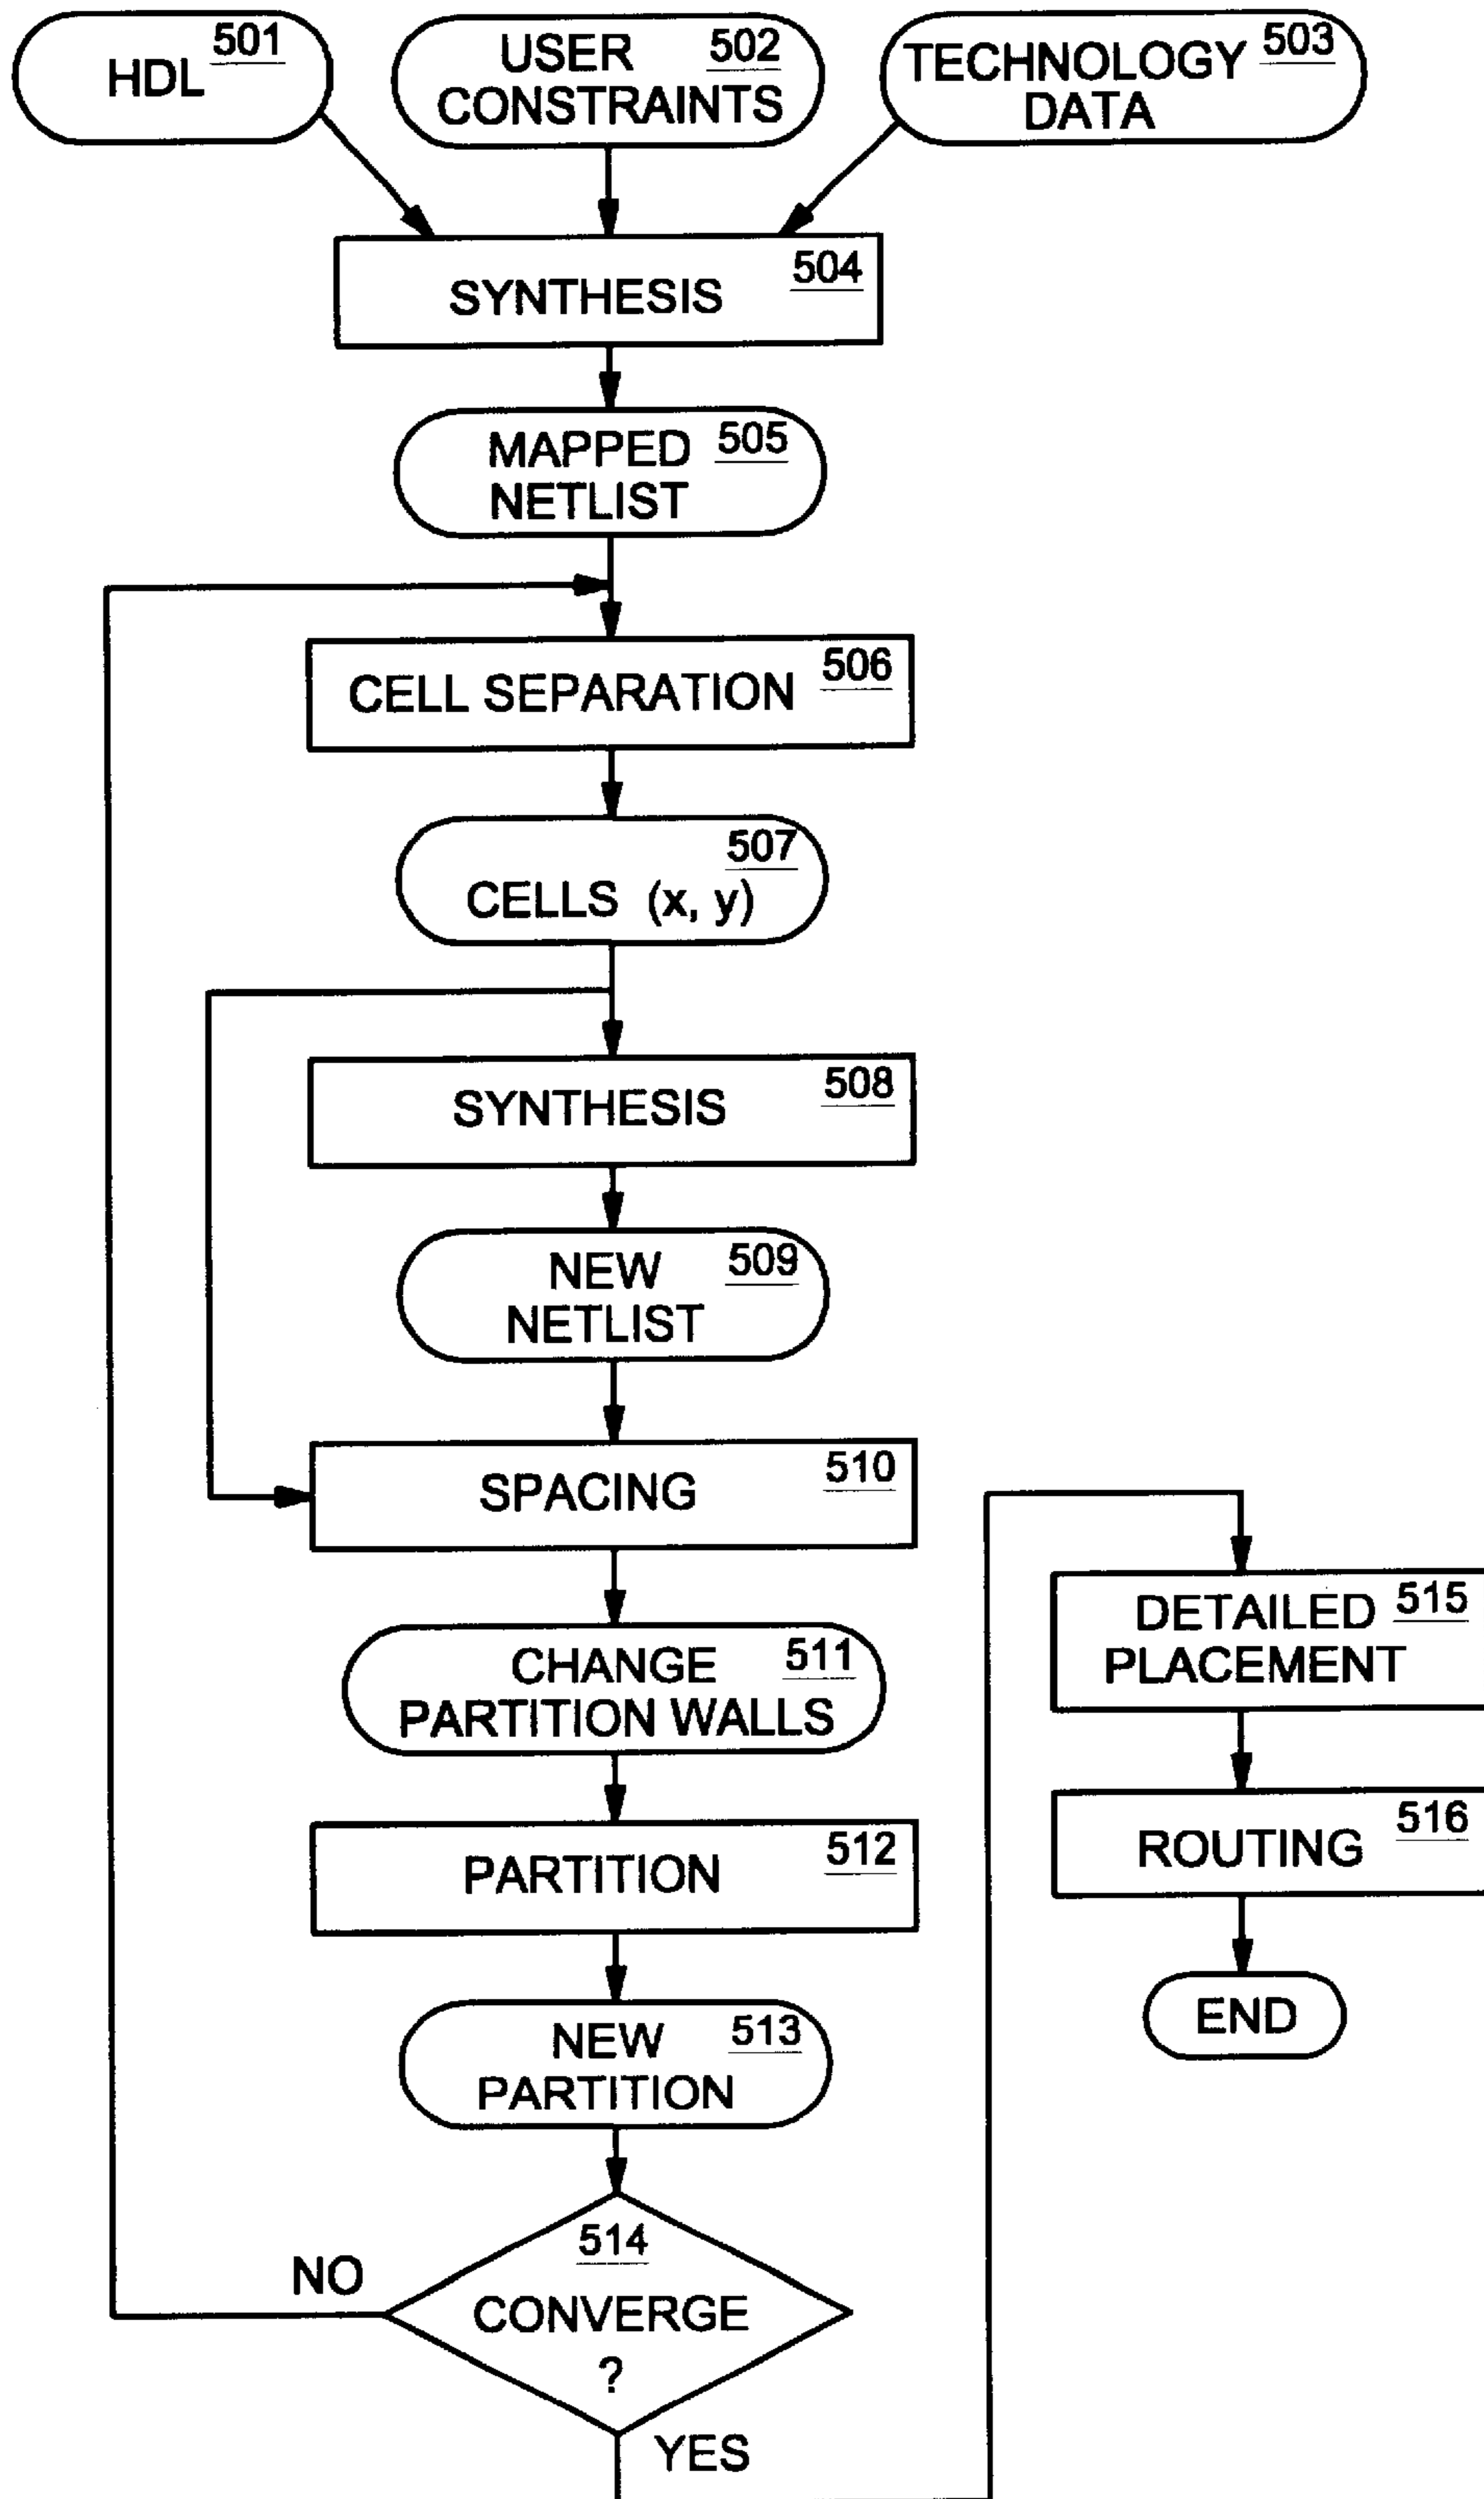 HDL 501
USER 502
CONSTRAINTS
TECHNOLOGY 503
DATA
504
SYNTHESIS
MAPPED 505
NETLIST
506
CELL SEPARATION
507
CELLS (x, y)
508
SYNTHESIS
NEW 509
NETLIST
510
SPACING
CHANGE 511
PARTITION WALLS
512
PARTITION
NEW 513
PARTITION
514
CONVERGE
?
NO
YES
DETAILED 515
PLACEMENT
516
ROUTING
END